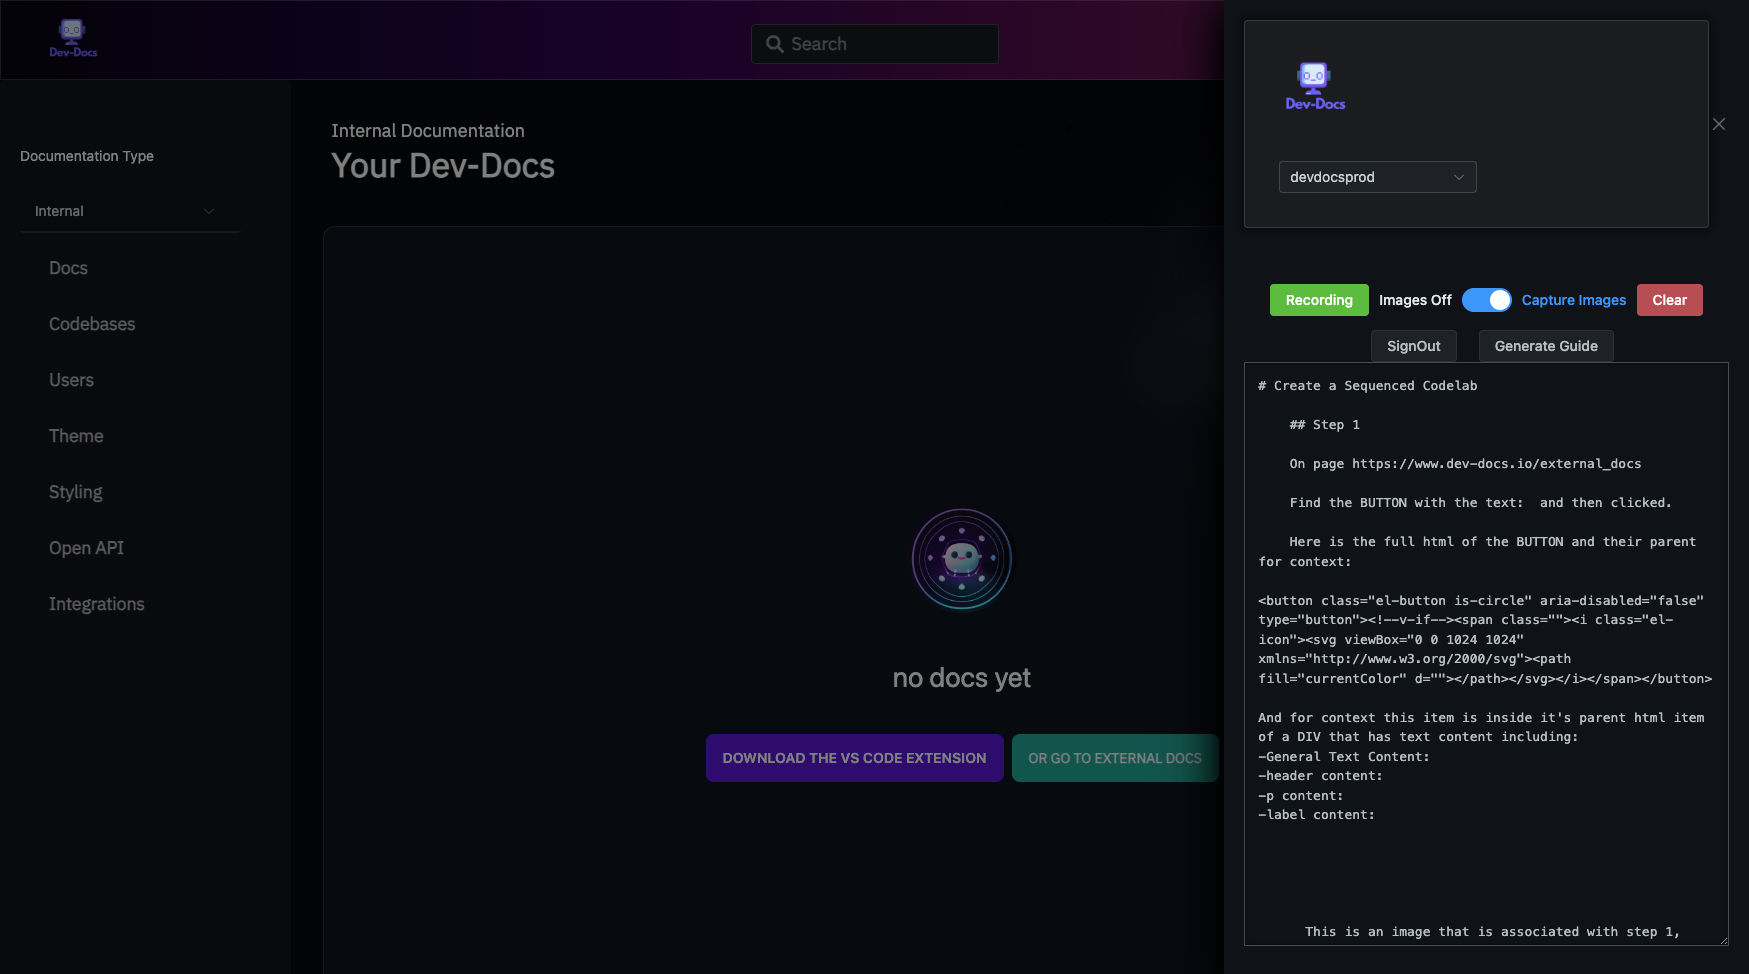 Dev-Docs
Search
Documentation Type
Internal
Docs
Codebases
Users
Theme
Styling
Open API
Integrations
Internal Documentation
Your Dev-Docs
no docs yet
DOWNLOAD THE VS CODE EXTENSION
OR GO TO EXTERNAL DOCS
Dev-Docs
devdocsprod
Recording
Images Off
Capture Images
Clear
SignOut
Generate Guide
# Create a Sequenced Codelab
## Step 1
On page https://www.dev-docs.io/external_docs
Find the BUTTON with the text:  and then clicked.
Here is the full html of the BUTTON and their parent
for context:
<button class="el-button is-circle" aria-disabled="false"
type="button"><!--v-if--><span class=""><i class="el-
icon"><svg viewBox="0 0 1024 1024"
xmlns="http://www.w3.org/2000/svg"><path
fill="currentColor" d=""></path></svg></i></span></button>
And for context this item is inside it's parent html item
of a DIV that has text content including:
-General Text Content:
-header content:
-p content:
-label content:
This is an image that is associated with step 1,